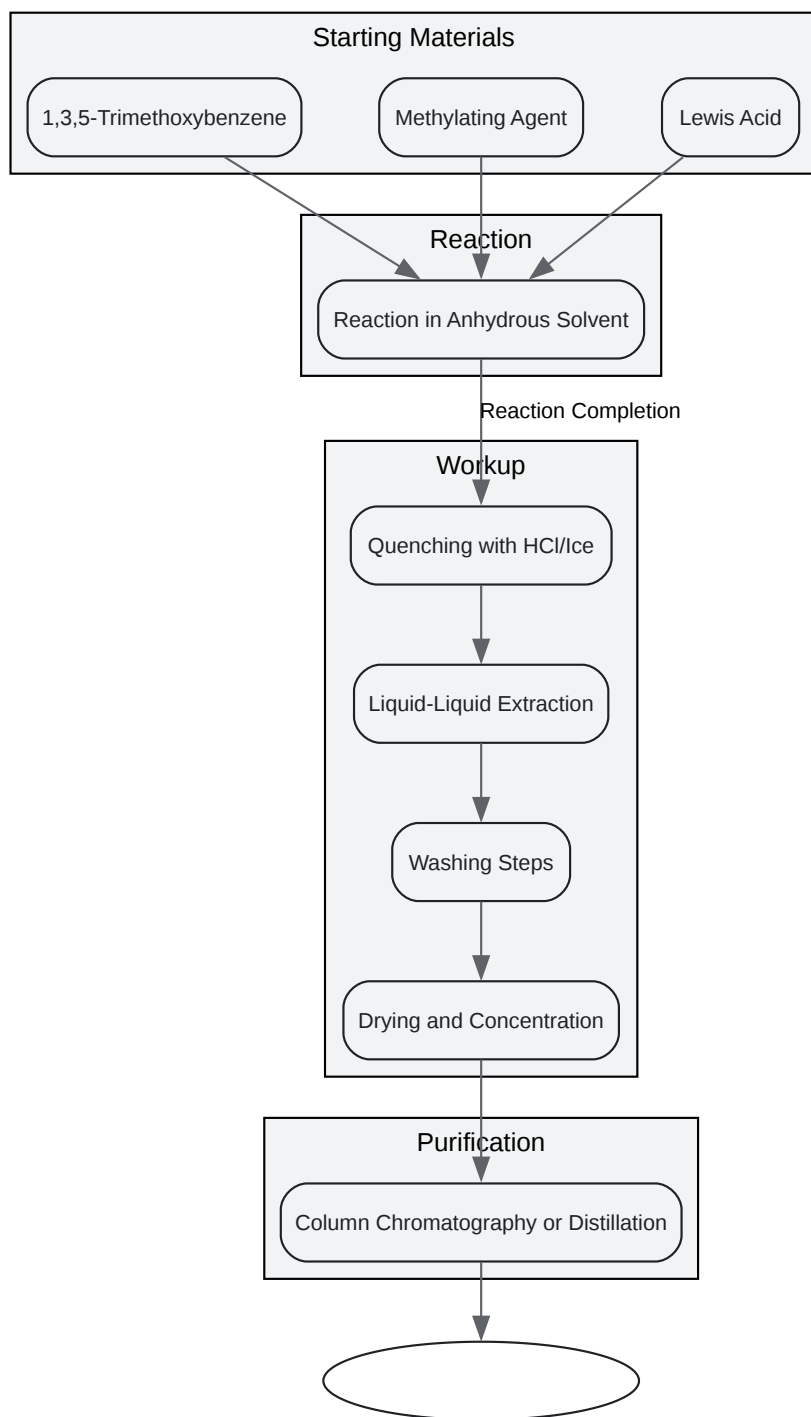 Starting Materials
1,3,5-Trimethoxybenzene
Methylating Agent
Lewis Acid
Reaction
Reaction in Anhydrous Solvent
Reaction Completion
Workup
Quenching with HCl/Ice
Liquid-Liquid Extraction
Washing Steps
Drying and Concentration
Purification
Column Chromatography or Distillation